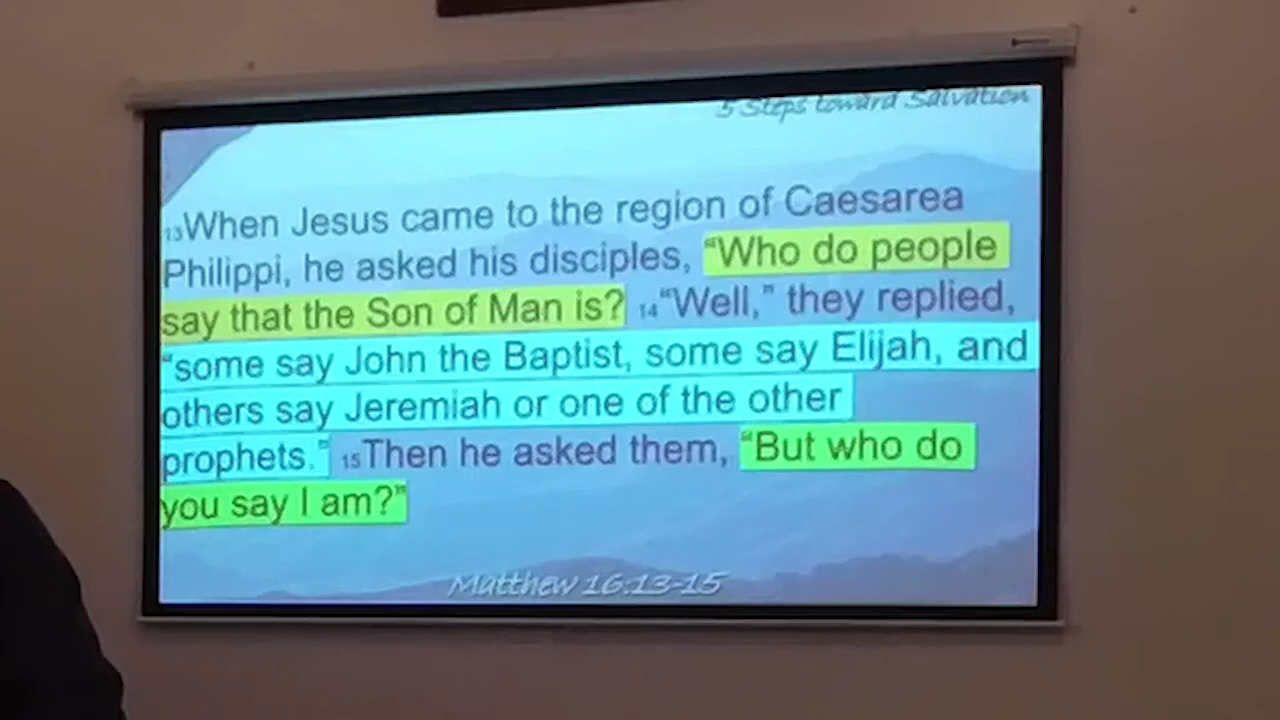 5 Steps toward Salvation
13When Jesus came to the region of Caesarea
Philippi, he asked his disciples, “Who do people
say that the Son of Man is? 14“Well,” they replied,
“some say John the Baptist, some say Elijah, and
others say Jeremiah or one of the other
prophets.” 15Then he asked them, “But who do
you say I am?”
Matthew 16:13-15